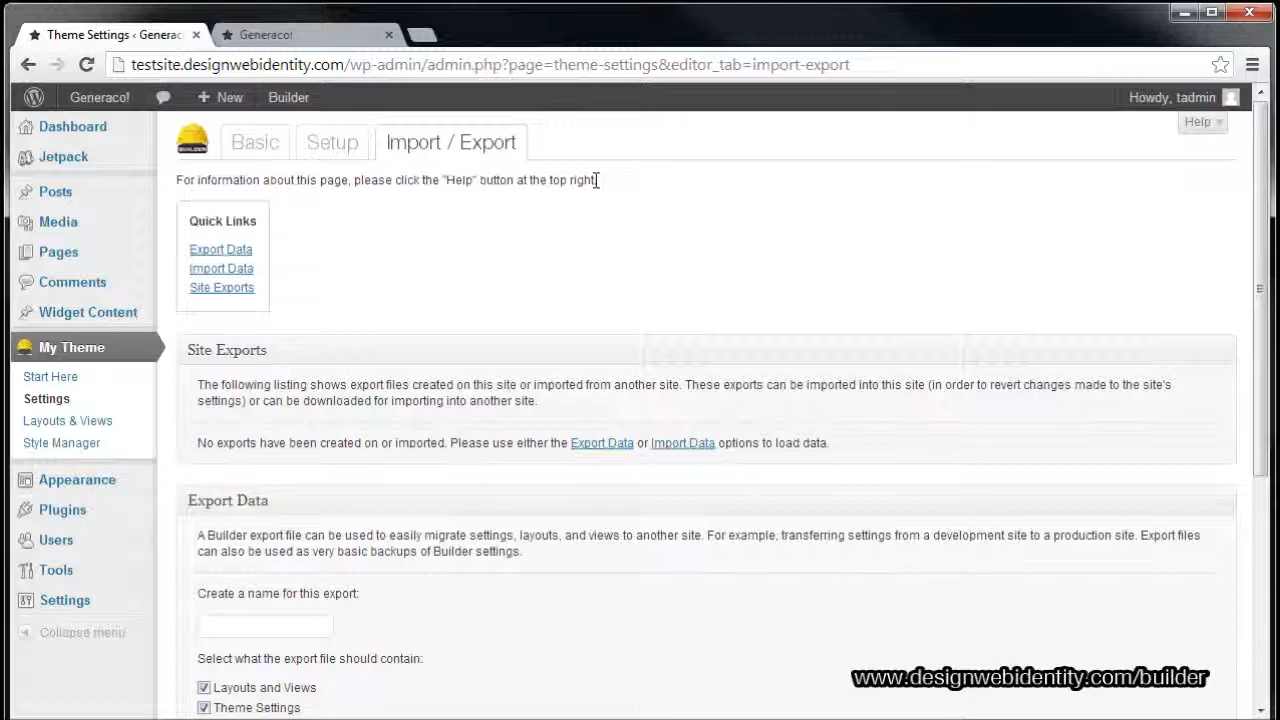 Theme Settings ‹ Generac
Generaco!
testsite.designwebidentity.com/wp-admin/admin.php?page=theme-settings&editor_tab=import-export
Generaco!
+ New
Builder
Howdy, tadmin
Help
Dashboard
Jetpack
Posts
Media
Pages
Comments
Widget Content
My Theme
Start Here
Settings
Layouts & Views
Style Manager
Appearance
Plugins
Users
Tools
Settings
Collapse menu
BUILDER
Basic
Setup
Import / Export
For information about this page, please click the "Help" button at the top right.
Quick Links
Export Data
Import Data
Site Exports
Site Exports
The following listing shows export files created on this site or imported from another site. These exports can be imported into this site (in order to revert changes made to the site's
settings) or can be downloaded for importing into another site.
No exports have been created on or imported. Please use either the Export Data or Import Data options to load data.
Export Data
A Builder export file can be used to easily migrate settings, layouts, and views to another site. For example, transferring settings from a development site to a production site. Export files
can also be used as very basic backups of Builder settings.
Create a name for this export:
Select what the export file should contain:
Layouts and Views
Theme Settings
www.designwebidentity.com/builder